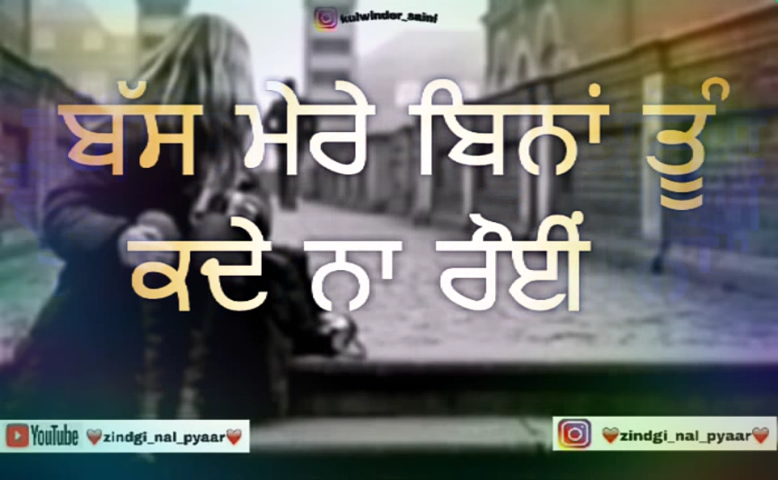 kulwinder_saini
ਬੱਸ ਮੇਰੇ ਬਿਨਾਂ ਤੂੰ
ਕਦੇ ਨਾ ਰੋਈਂ
YouTube ❤zindgi_nal_pyaar❤
❤zindgi_nal_pyaar❤